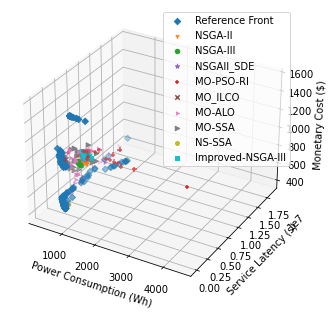 Reference Front
NSGA-II
NSGA-III
NSGAII_SDE
MO-PSO-RI
MO_ILCO
MO-ALO
MO-SSA
NS-SSA
Improved-NSGA-III
1600
1400
1200
1000
800
600
400
Monetary Cost ($)
1e7
1.75
1.50
1.25
1.00
0.75
0.50
0.25
0.00
Service Latency (s)
1000
2000
3000
4000
Power Consumption (Wh)